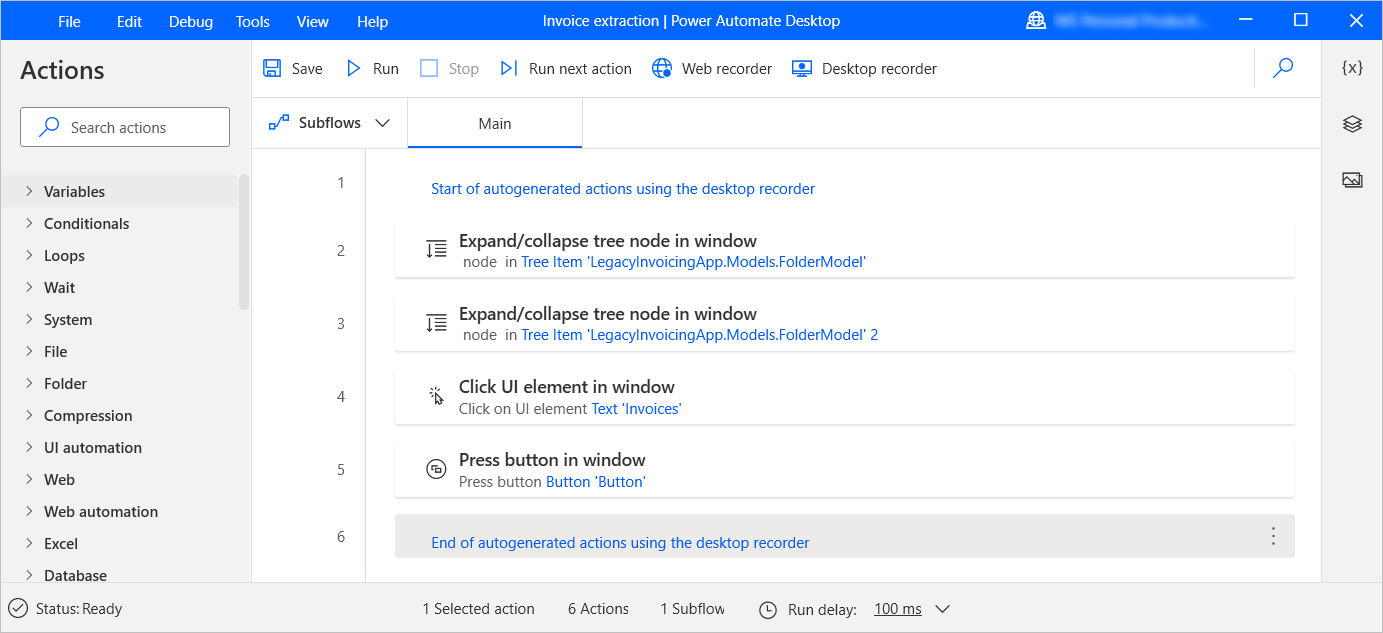 File Edit Debug Tools View Help Invoice extraction | Power Automate Desktop
Actions
Save Run Stop Run next action Web recorder Desktop recorder {x}
Search actions
Subflows Main
Variables
Conditionals
Loops
Wait
System
File
Folder
Compression
UI automation
Web
Web automation
Excel
Database
1 Start of autogenerated actions using the desktop recorder
2 Expand/collapse tree node in window
node in Tree Item 'LegacyInvoicingApp.Models.FolderModel'
3 Expand/collapse tree node in window
node in Tree Item 'LegacyInvoicingApp.Models.FolderModel' 2
4 Click UI element in window
Click on UI element Text 'Invoices'
5 Press button in window
Press button Button 'Button'
6 End of autogenerated actions using the desktop recorder
Status: Ready 1 Selected action 6 Actions 1 Subflow Run delay: 100 ms